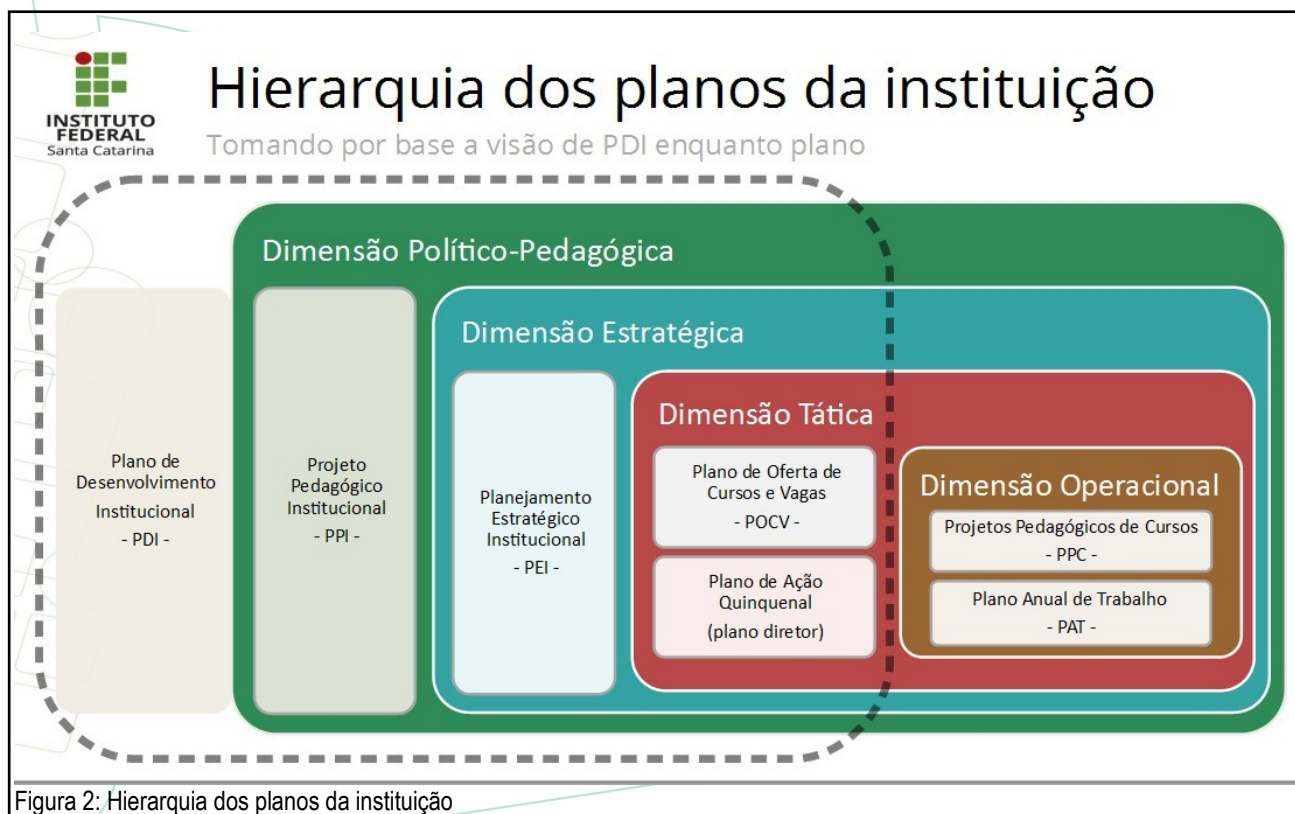 INSTITUTO
FEDERAL
Santa Catarina
Hierarquia dos planos da instituição
Tomando por base a visão de PDI enquanto plano
Dimensão Político-Pedagógica
Dimensão Estratégica
Dimensão Tática
Dimensão Operacional
Plano de
Desenvolvimento
Institucional
- PDI -
Projeto
Pedagógico
Institucional
- PPI -
Planejamento
Estratégico
Institucional
- PEI -
Plano de Oferta de
Cursos e Vagas
- POCV -
Plano de Ação
Quinquenal
(plano diretor)
Projetos Pedagógicos de Cursos
- PPC -
Plano Anual de Trabalho
- PAT -
Figura 2: Hierarquia dos planos da instituição